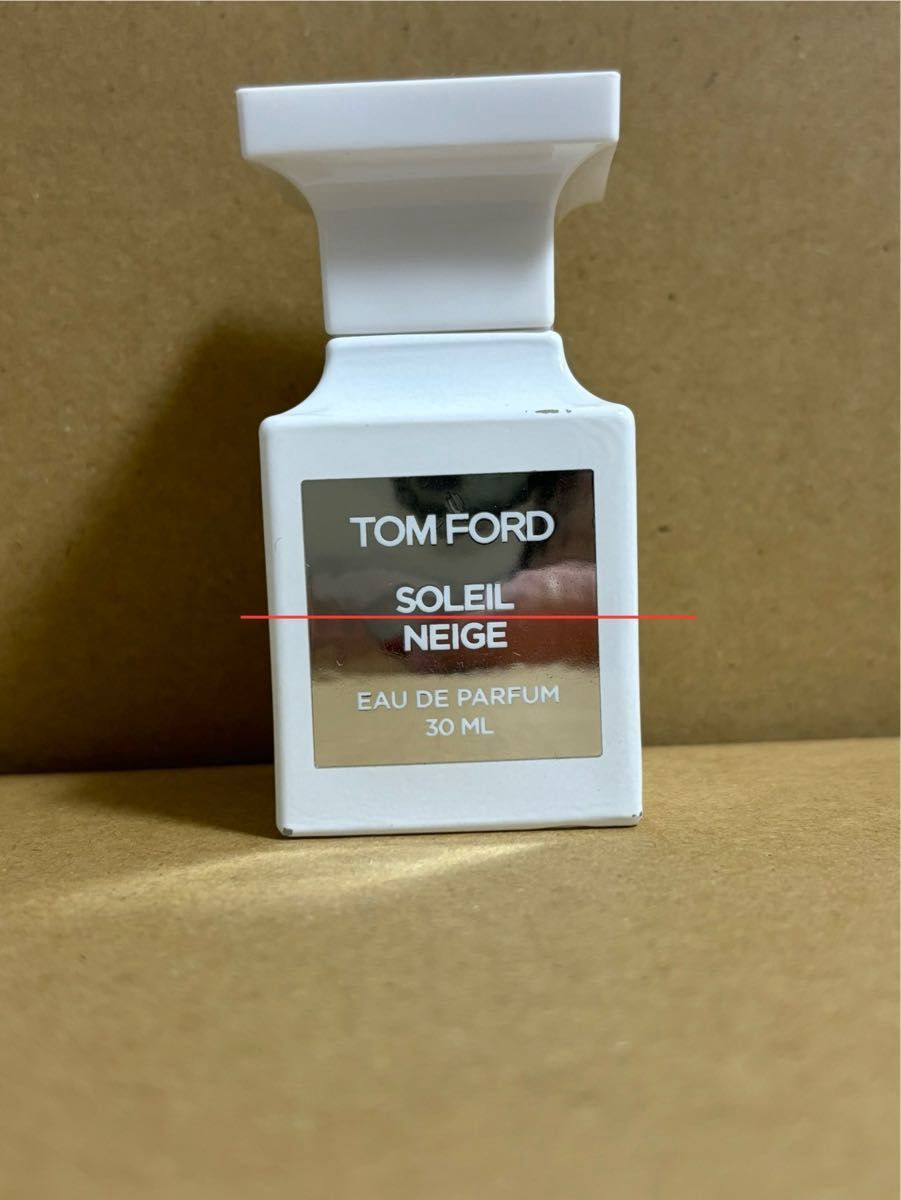 TOM FORD
SOLEIL
NEIGE
EAU DE PARFUM
30 ML